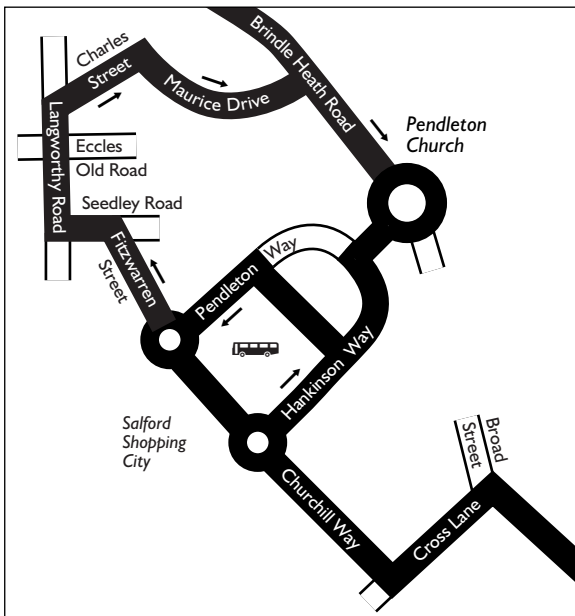 Brindle Heath Road
Charles
Street
Maurice Drive
Langworthy Road
Pendleton
Church
Eccles
Old Road
Seedley Road
Fitzwarren
Street
Pendleton
Way
Hankinson Way
Salford
Shopping
City
Churchill Way
Broad
Street
Cross Lane